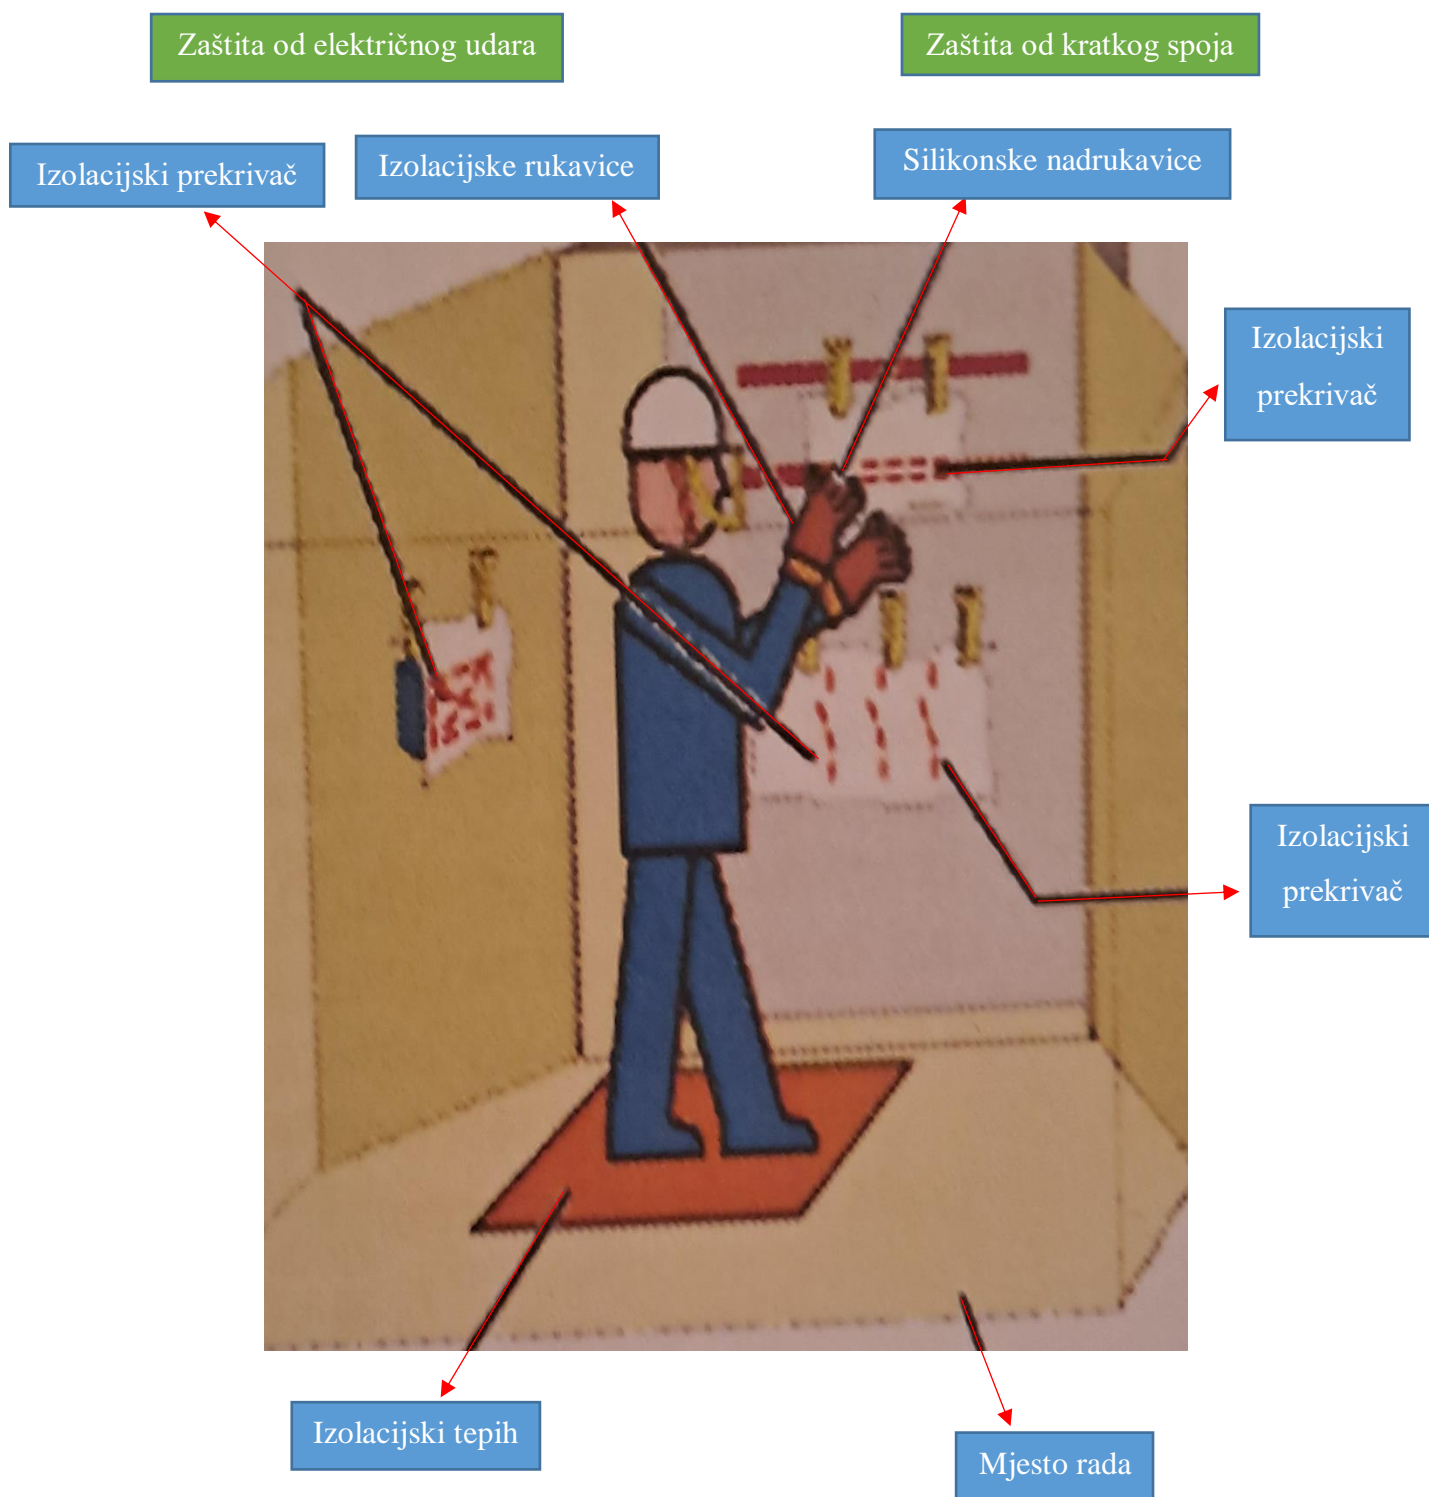 Zaštita od električnog udara
Zaštita od kratkog spoja
Izolacijski prekrivač
Izolacijske rukavice
Silikonske nadrukavice
Izolacijski
prekrivač
Izolacijski
prekrivač
Izolacijski tepih
Mjesto rada